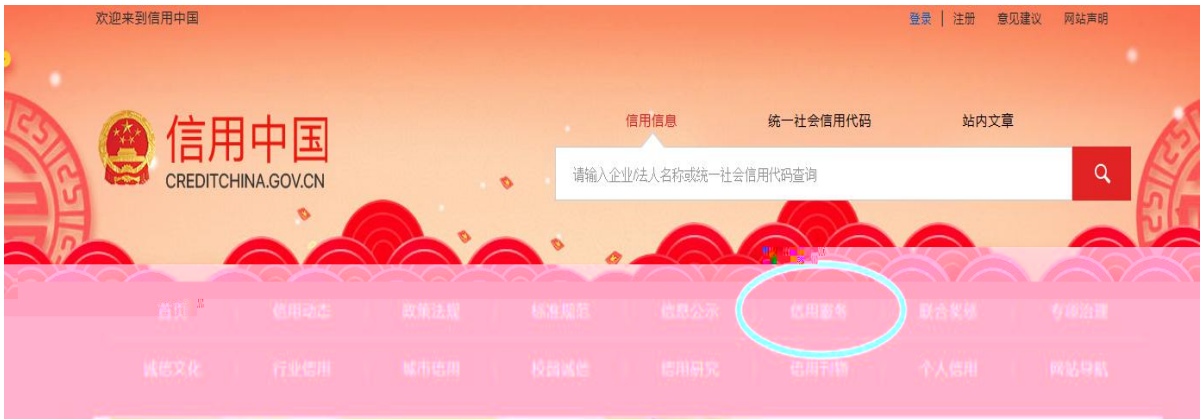 欢迎来到信用中国
登录 | 注册 意见建议 网站声明
信用中国
CREDITCHINA.GOV.CN
信用信息 统一社会信用代码 站内文章
请输入企业/法人名称或统一社会信用代码查询
首页 信用动态 政策法规 标准规范 信息公示 信用服务 联合奖惩 专项治理
诚信文化 行业信用 城市信用 校园诚信 信用研究 信用刊物 个人信用 网站导航